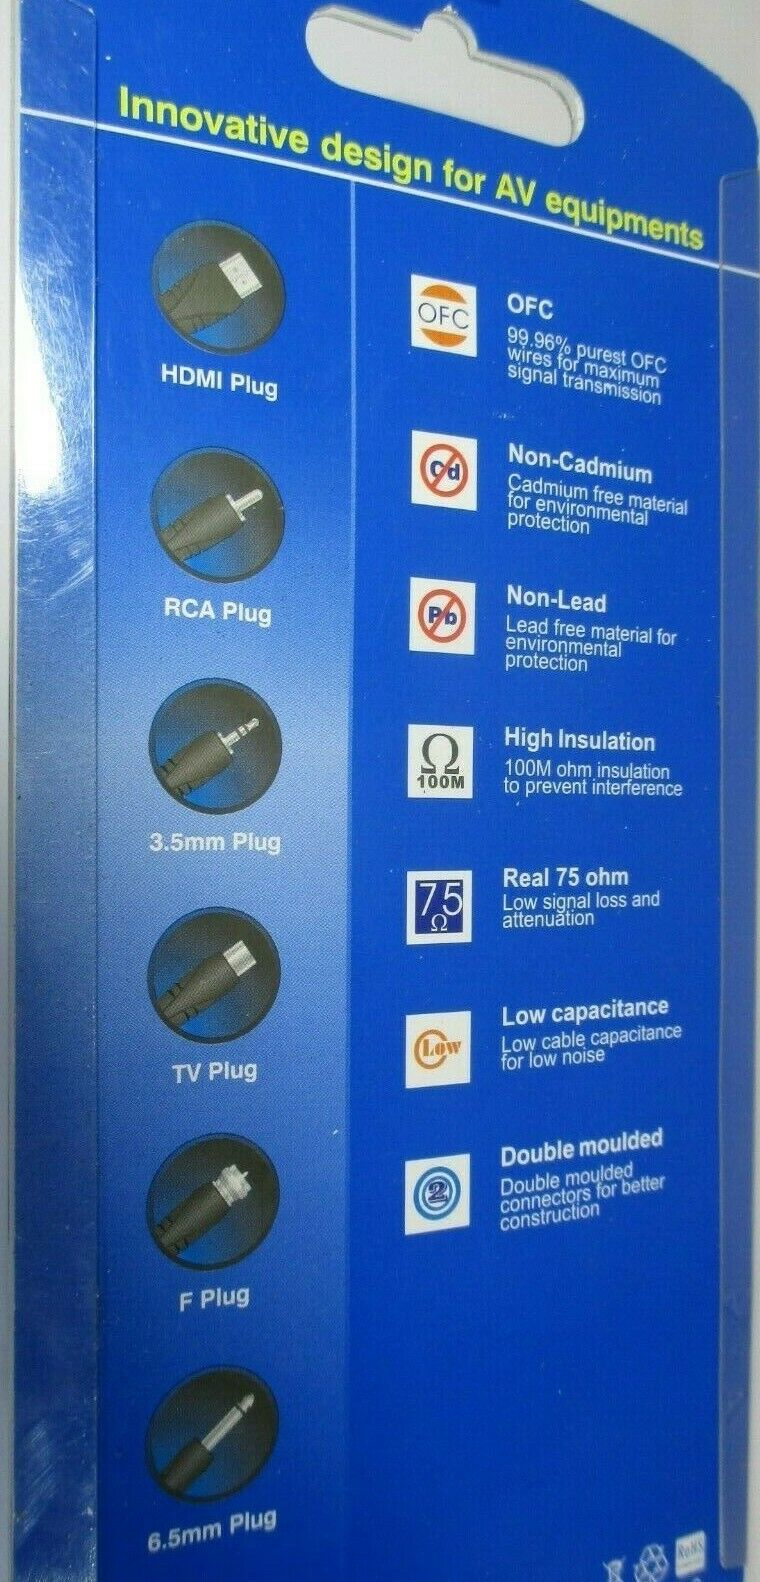 Innovative design for AV equipments
HDMI Plug
RCA Plug
3.5mm Plug
TV Plug
F Plug
6.5mm Plug
OFC
OFC
99.96% purest OFC
wires for maximum
signal transmission
Cd
Non-Cadmium
Cadmium free material
for environmental
protection
Pb
Non-Lead
Lead free material for
environmental
protection
Ω
100M
High Insulation
100M ohm insulation
to prevent interference
75
Ω
Real 75 ohm
Low signal loss and
attenuation
Low
Low capacitance
Low cable capacitance
for low noise
2
Double moulded
Double moulded
connectors for better
construction
RoHS